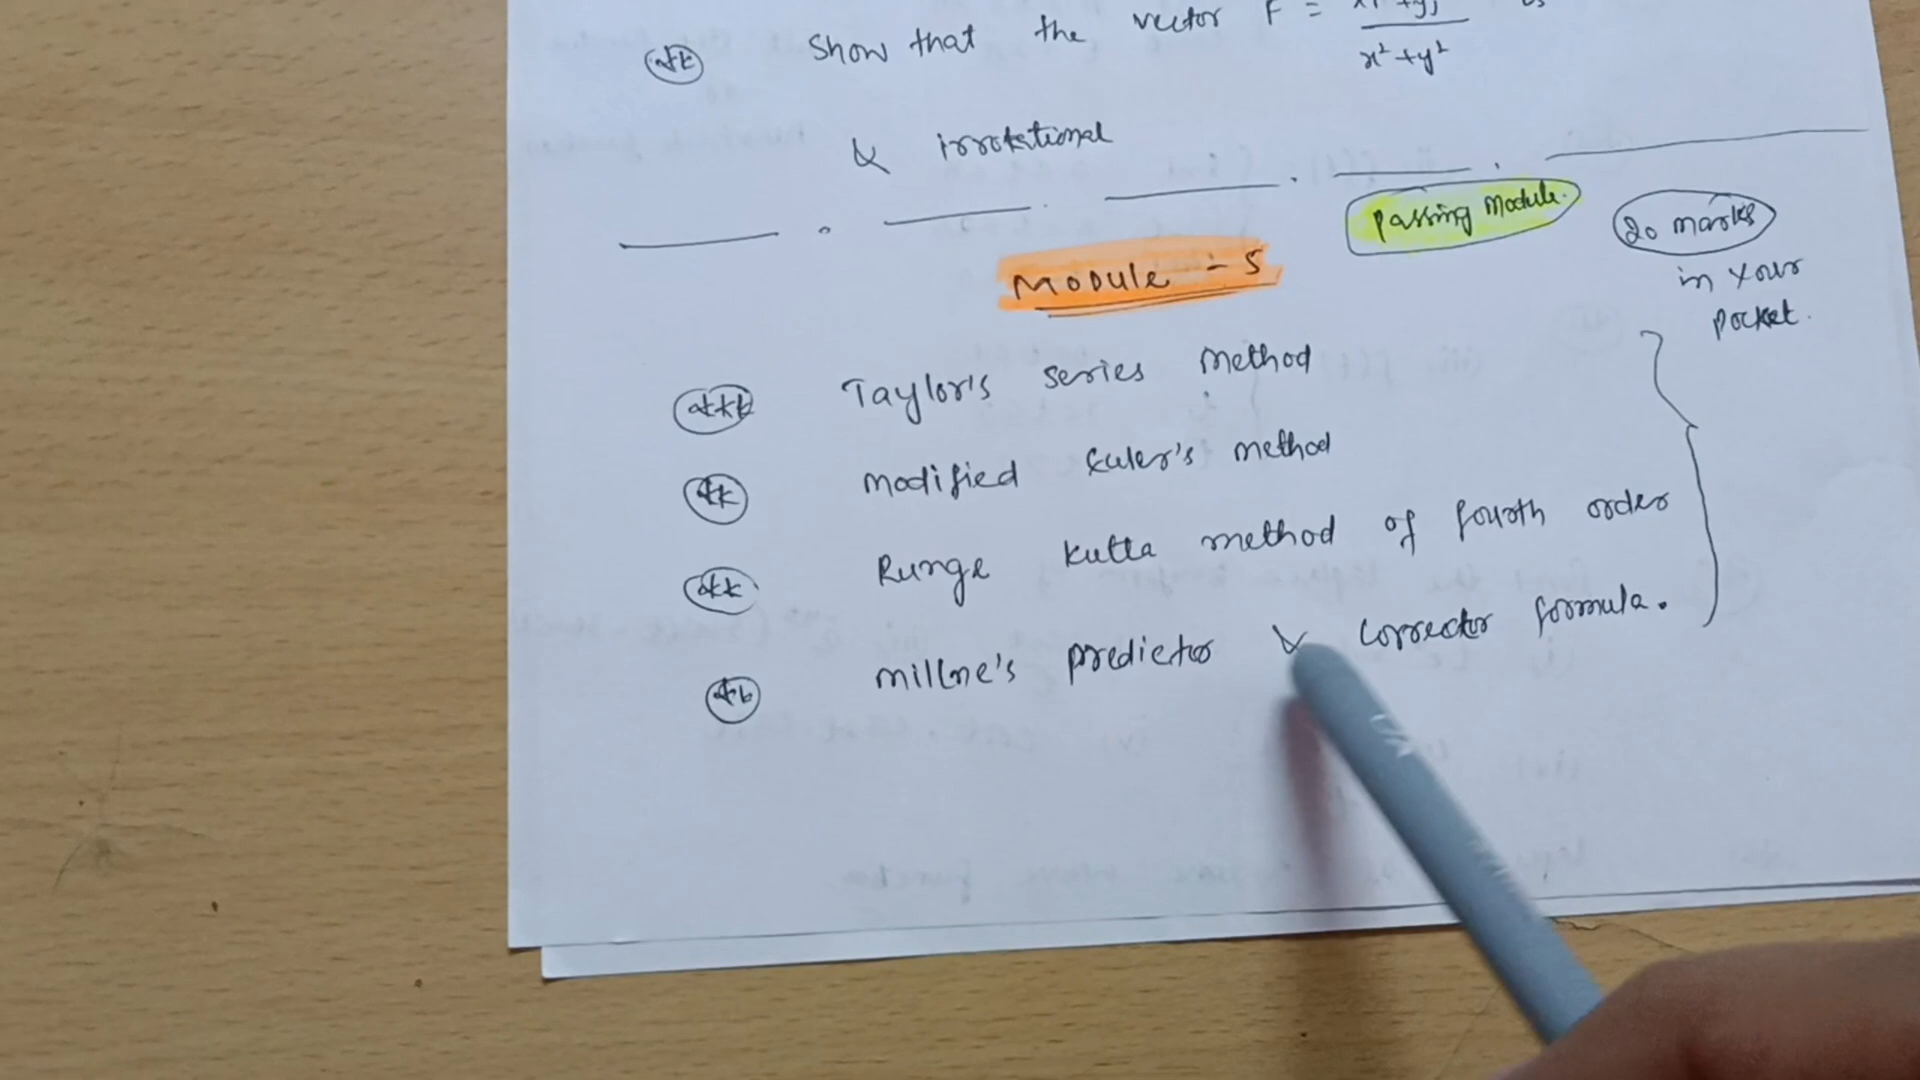 ** Show that the vector F =
x² + y²
& irrotational
Passing Module.
20 marks
in your
pocket.
MODULE - 5
*** Taylor's series method
** modified Euler's method
** Runge kutta method of fourth order
** millne's predictor & corrector formula.